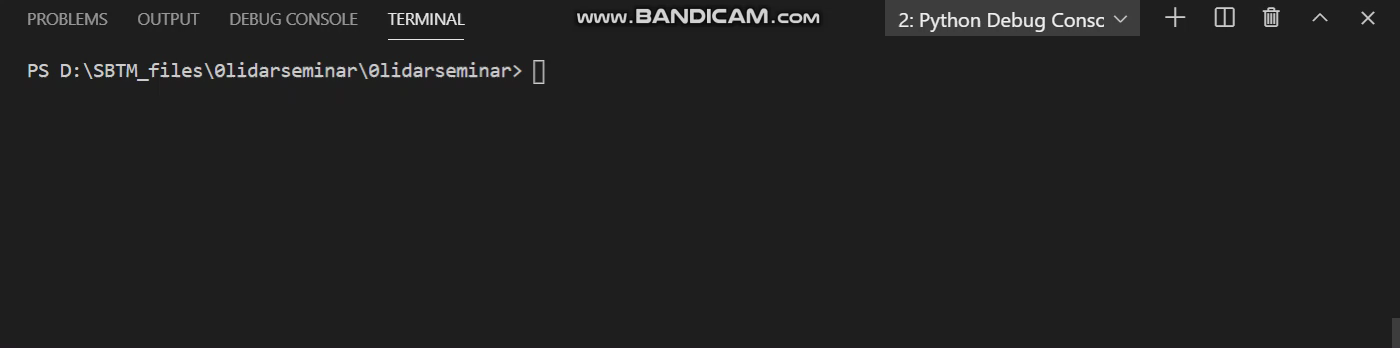 PROBLEMS OUTPUT DEBUG CONSOLE TERMINAL www.BANDICAM.com 2: Python Debug Consc
PS D:\SBTM_files\0lidarseminar\0lidarseminar>